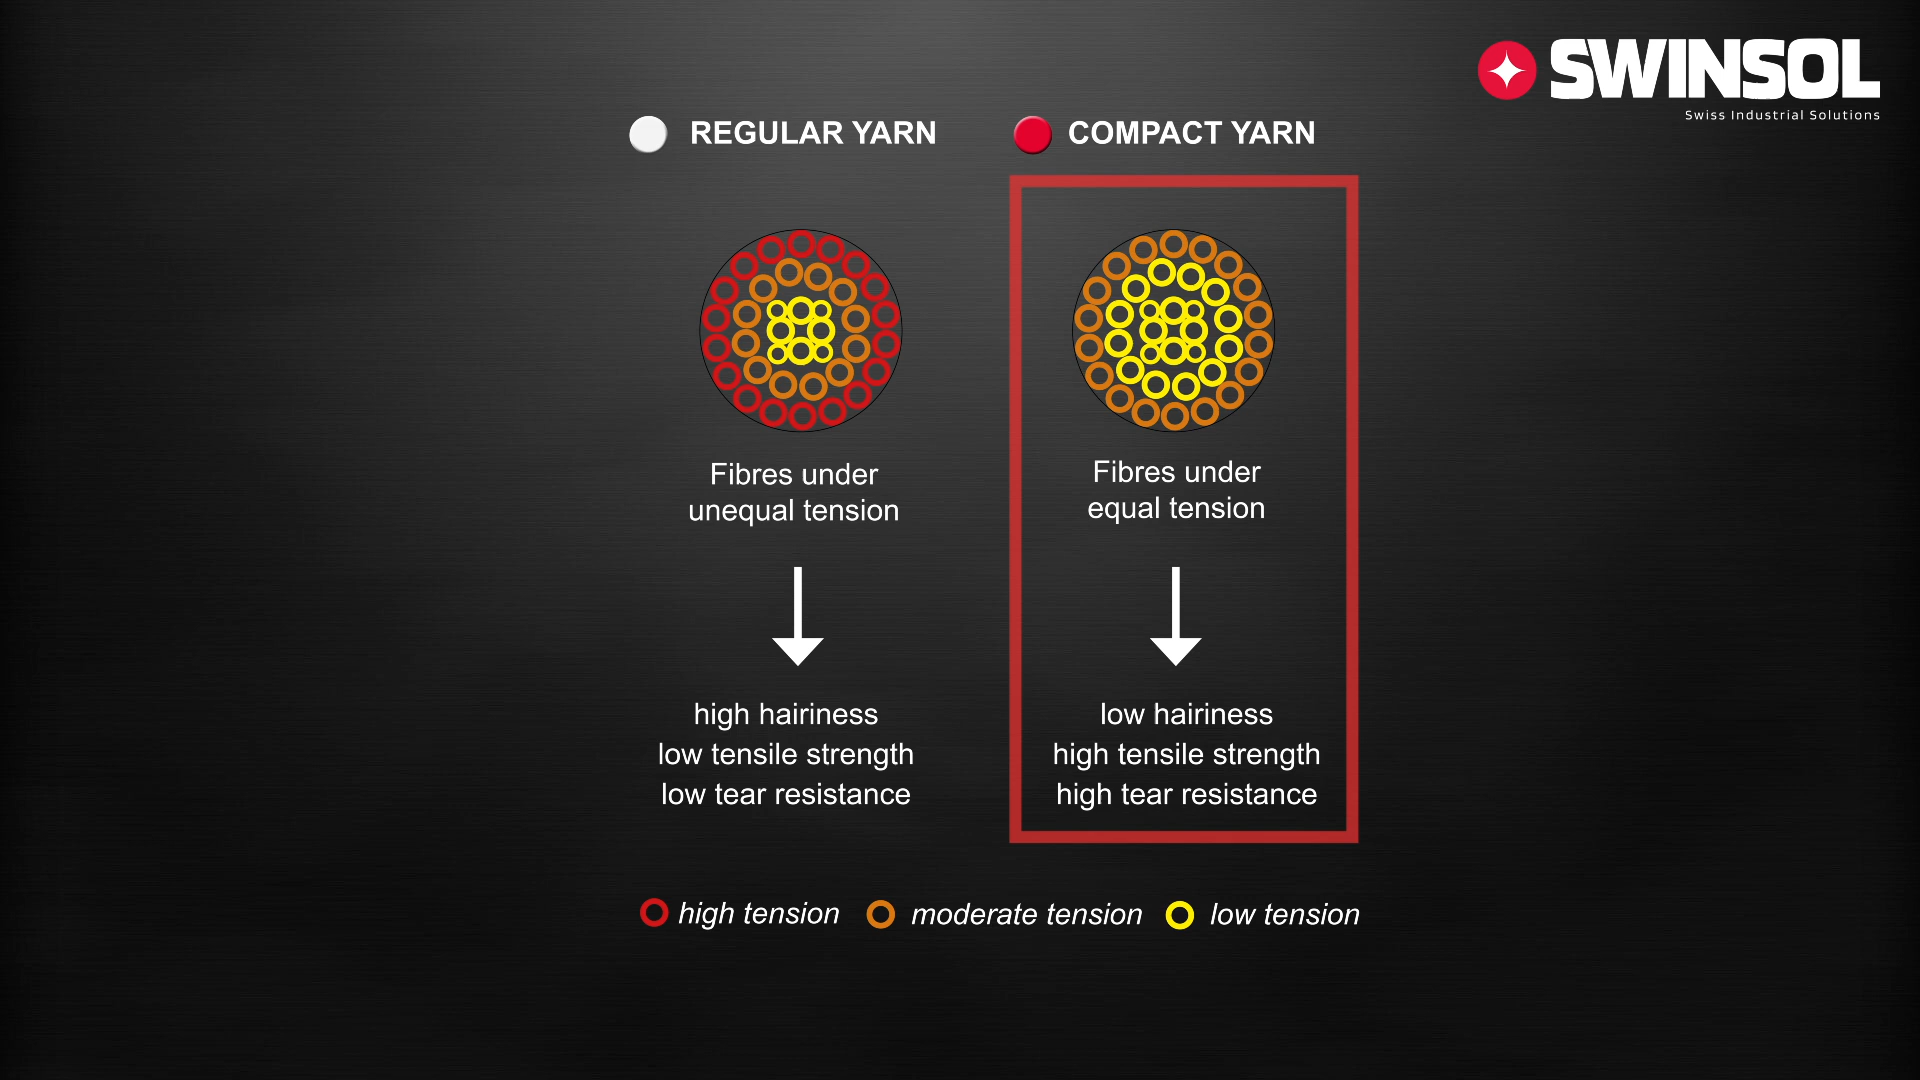 SWINSOL
Swiss Industrial Solutions
REGULAR YARN
COMPACT YARN
Fibres under
unequal tension
Fibres under
equal tension
high hairiness
low tensile strength
low tear resistance
low hairiness
high tensile strength
high tear resistance
high tension
moderate tension
low tension